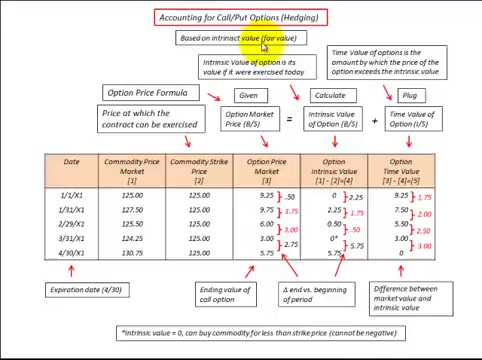 Accounting for Call/Put Options (Hedging)
Based on intrinisct value (fair value)
Intrinsic Value of option is its
value if it were exercised today
Time Value of options is the
amount by which the price of the
option exceeds the intrinsic value
Option Price Formula
Given
Calculate
Plug
Price at which the
contract can be exercised
Option Market
Price (B/S)
=
Intrinsic Value
of Option (B/S)
+
Time Value of
Option (I/S)
Date
Commodity Price
Market
[1]
Commodity Strike
Price
[2]
Option Price
Market
[3]
Option
Intrinsic Value
[1] - [2]=[4]
Option
Time Value
[3] - [4]=[5]
1/1/X1 125.00 125.00 9.25 0 9.25
.50 2.25 1.75
1/31/X1 127.50 125.00 9.75 2.25 7.50
3.75 1.75 2.00
2/29/X1 125.50 125.00 6.00 0.50 5.50
3.00 .50 2.50
3/31/X1 124.25 125.00 3.00 0* 3.00
2.75 5.75 3.00
4/30/X1 130.75 125.00 5.75 5.75 0
Expiration date (4/30)
Ending value of
call option
Δ end vs. beginning
of period
Difference between
market value and
intrinsic value
*Intrinsic value = 0, can buy commodity for less than strike price (cannot be negative)